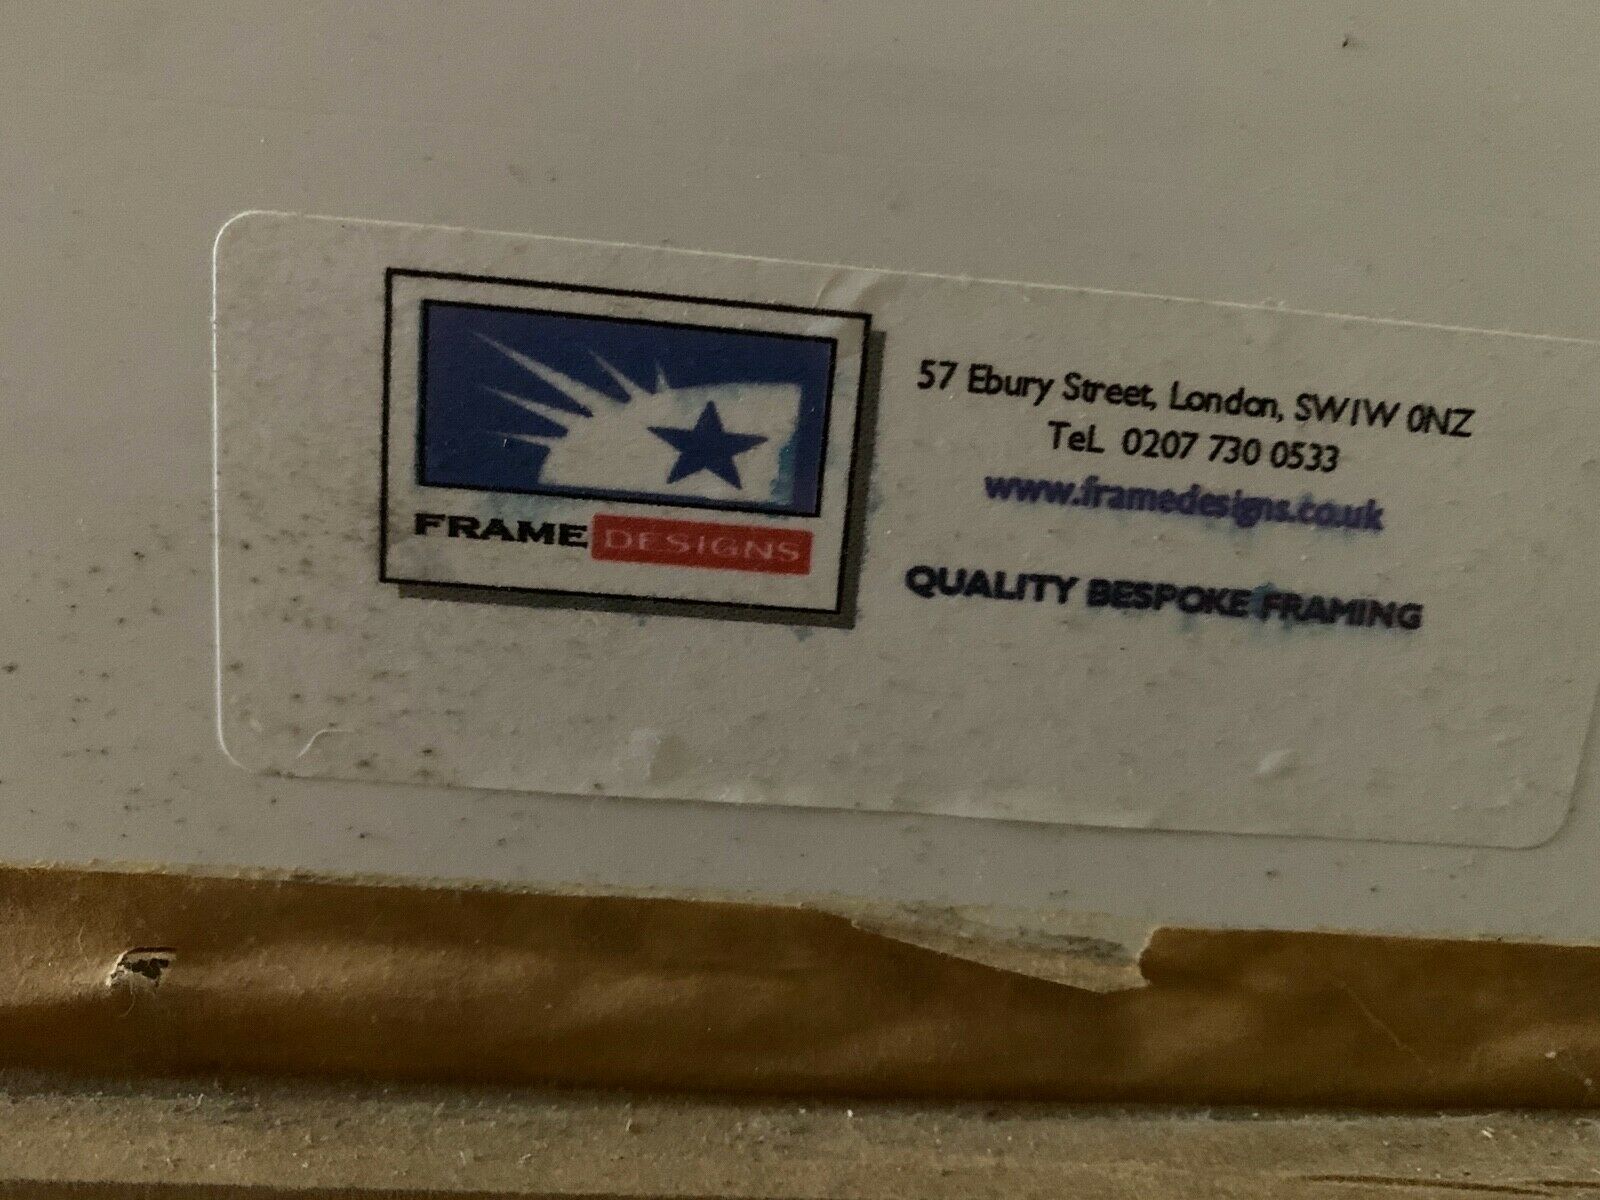 FRAME DESIGNS
57 Ebury Street, London, SW1W 0NZ
Tel. 0207 730 0533
www.framedesigns.co.uk
QUALITY BESPOKE FRAMING